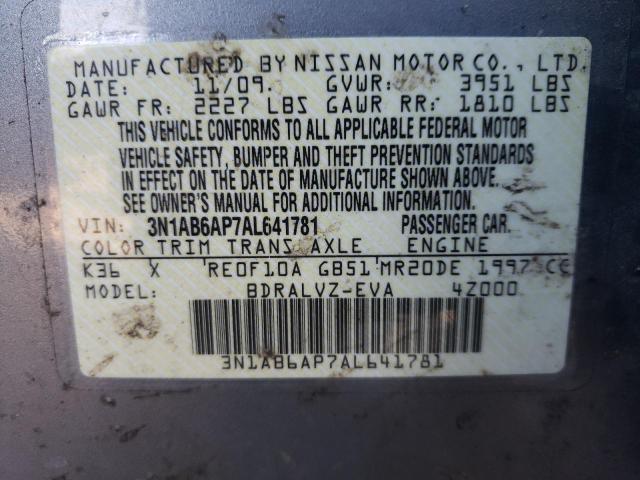 MANUFACTURED BY NISSAN MOTOR CO., LTD.
DATE: 11/09 GVWR: 3951 LBS
GAWR FR: 2227 LBS GAWR RR: 1810 LBS
THIS VEHICLE CONFORMS TO ALL APPLICABLE FEDERAL MOTOR
VEHICLE SAFETY, BUMPER AND THEFT PREVENTION STANDARDS
IN EFFECT ON THE DATE OF MANUFACTURE SHOWN ABOVE.
SEE OWNER'S MANUAL FOR ADDITIONAL INFORMATION.
VIN: 3N1AB6AP7AL641781 PASSENGER CAR.
COLOR TRIM TRANS AXLE ENGINE
K36 X RE0F10A GB51 MR20DE 1997 CC
MODEL: BDRALVZ-EVA 4Z000
3N1AB6AP7AL641781